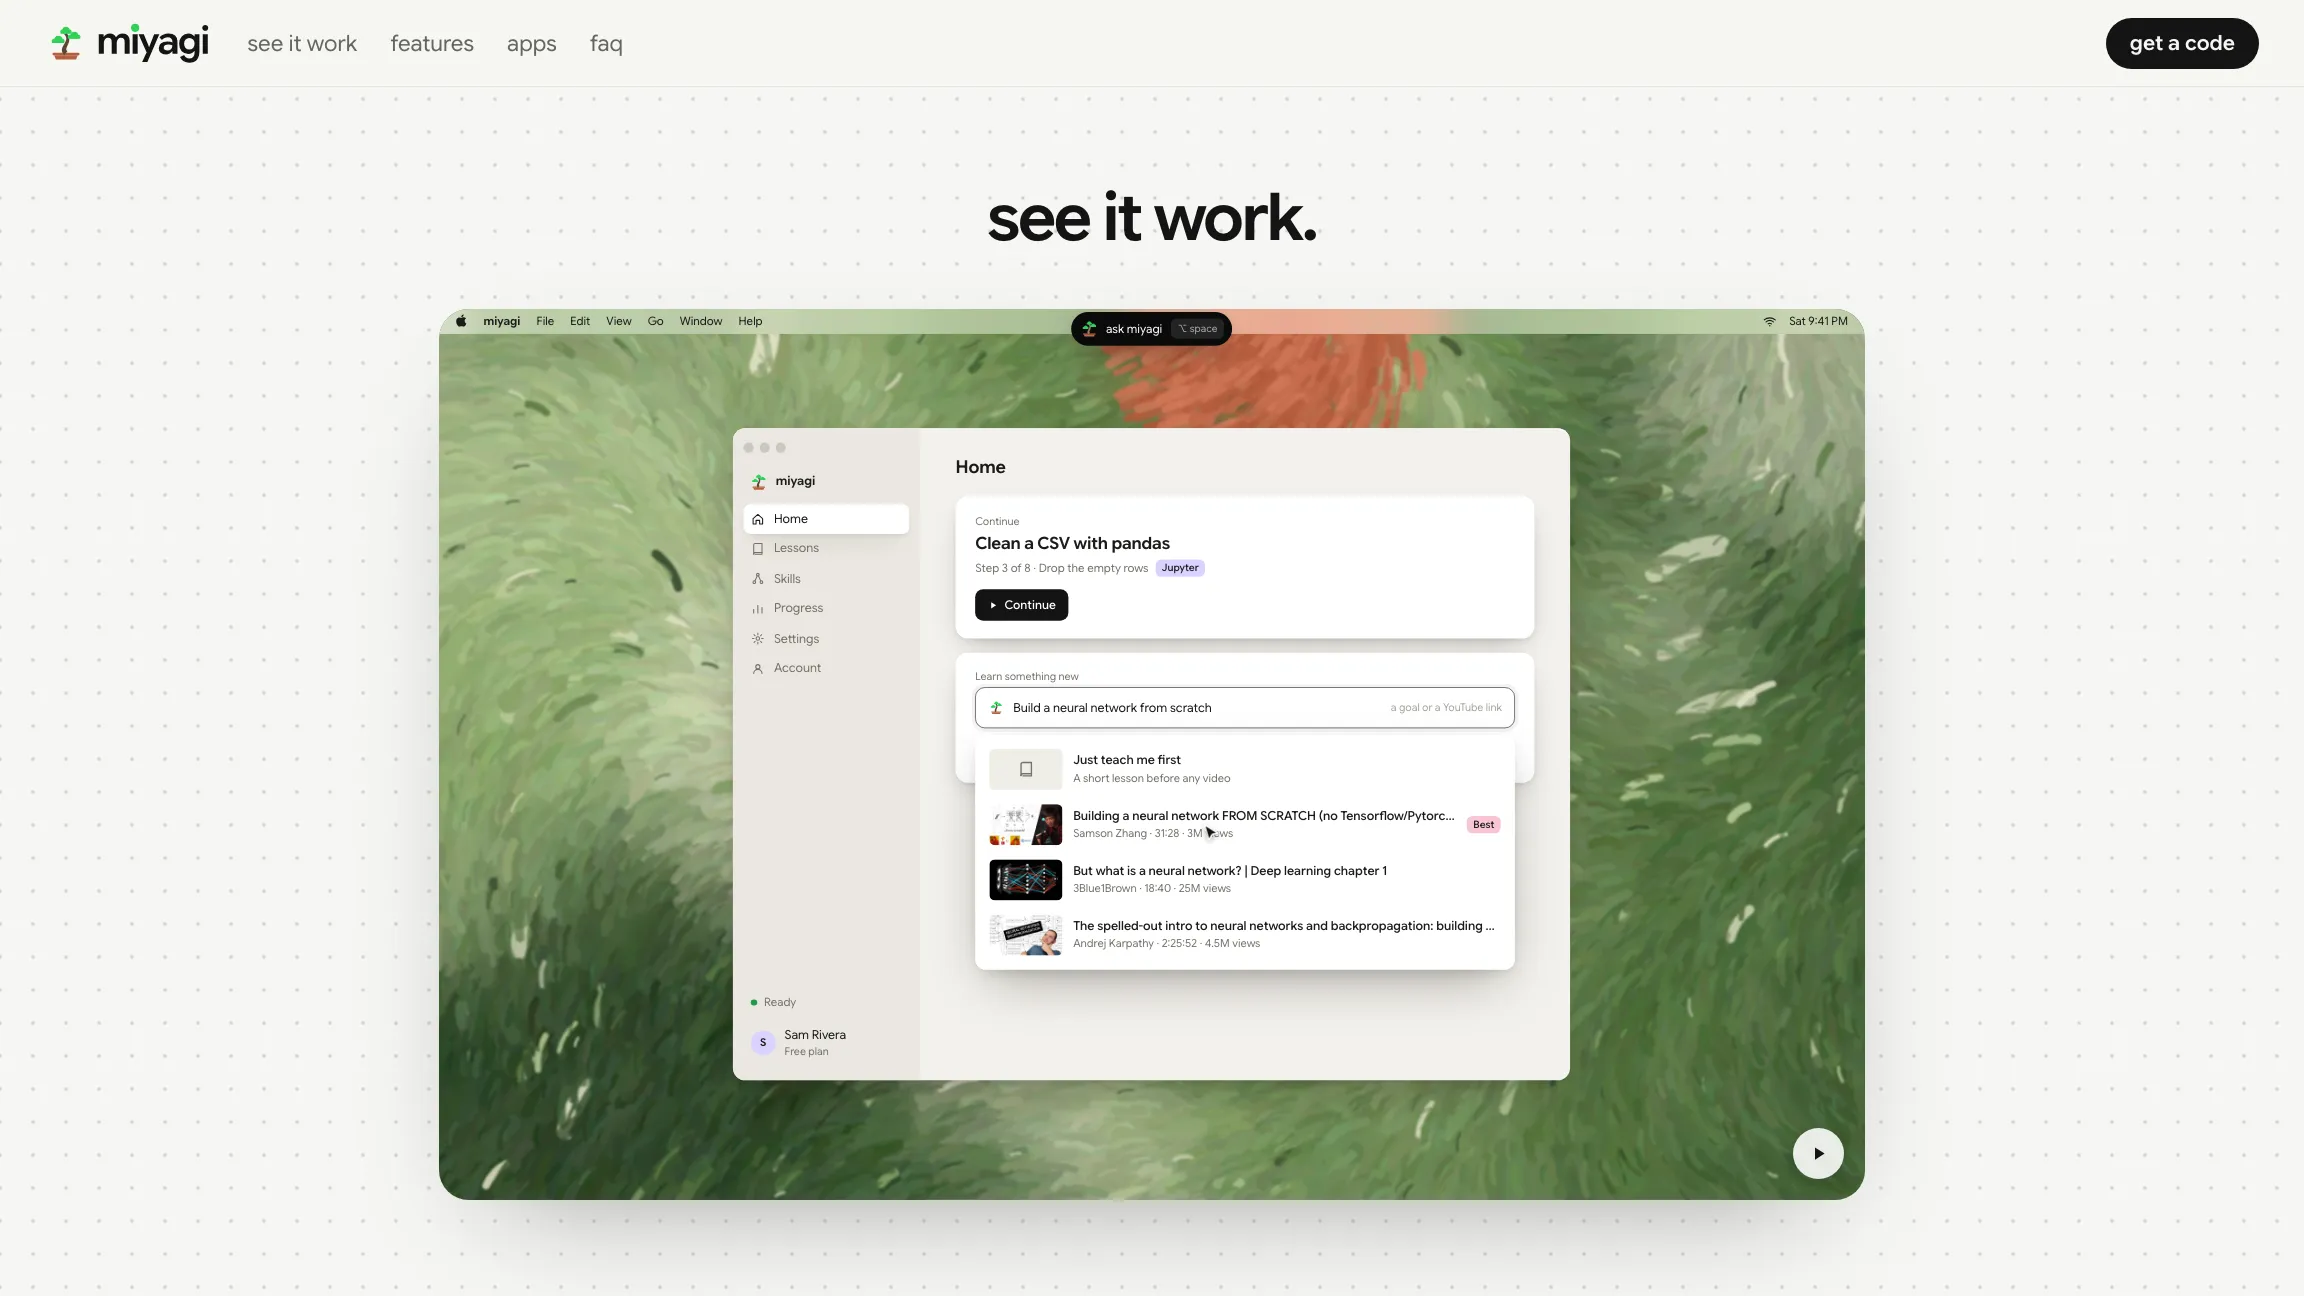 miyagi see it work features apps faq get a code
see it work.
miyagi File Edit View Go Window Help
ask miyagi ⌥ space
Sat 9:41 PM
miyagi
Home
Lessons
Skills
Progress
Settings
Account
Ready
S
Sam Rivera
Free plan
Home
Continue
Clean a CSV with pandas
Step 3 of 8 · Drop the empty rows Jupyter
Continue
Learn something new
Build a neural network from scratch a goal or a YouTube link
Just teach me first
A short lesson before any video
Building a neural network FROM SCRATCH (no Tensorflow/Pytorc...
Samson Zhang · 31:28 · 3M
Best
But what is a neural network? | Deep learning chapter 1
3Blue1Brown · 18:40 · 25M views
The spelled-out intro to neural networks and backpropagation: building ...
Andrej Karpathy · 2:25:52 · 4.5M views